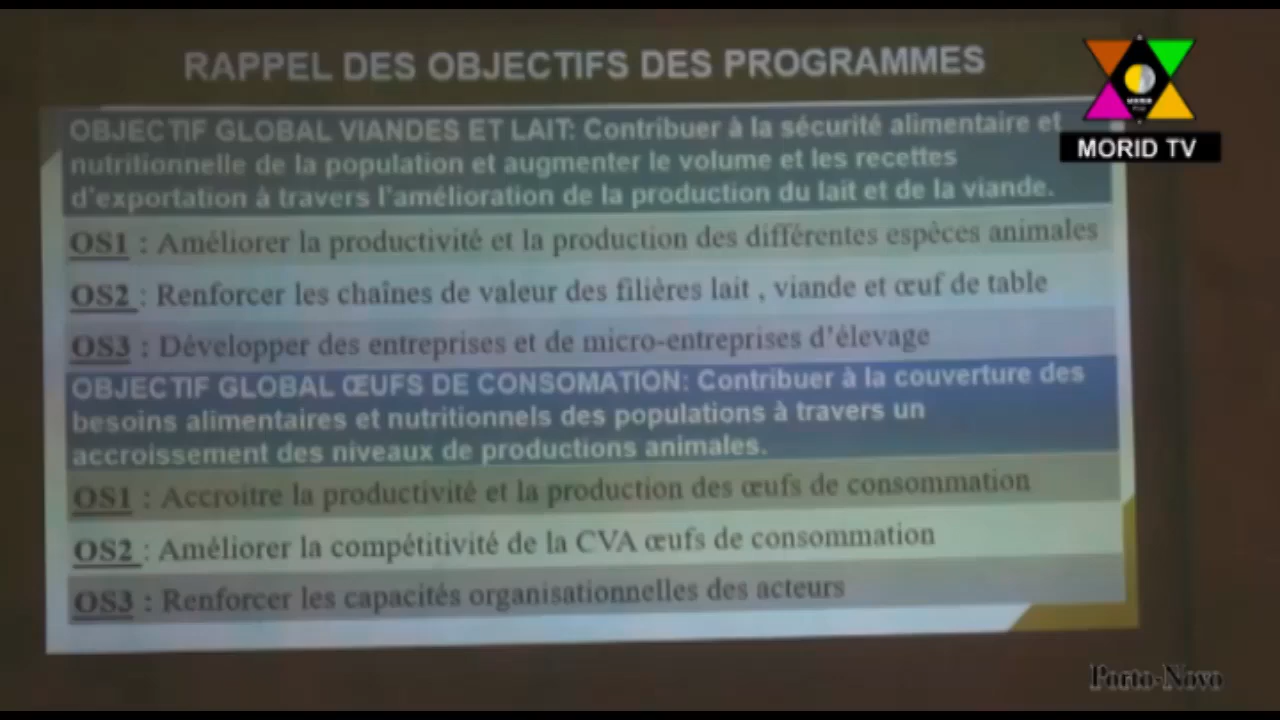 RAPPEL DES OBJECTIFS DES PROGRAMMES
OBJECTIF GLOBAL VIANDES ET LAIT: Contribuer à la sécurité alimentaire et
nutritionnelle de la population et augmenter le volume et les recettes
d'exportation à travers l'amélioration de la production du lait et de la viande.
OS1 : Améliorer la productivité et la production des différentes espèces animales
OS2 : Renforcer les chaînes de valeur des filières lait , viande et œuf de table
OS3 : Développer des entreprises et de micro-entreprises d'élevage
OBJECTIF GLOBAL ŒUFS DE CONSOMATION: Contribuer à la couverture des
besoins alimentaires et nutritionnels des populations à travers un
accroissement des niveaux de productions animales.
OS1 : Accroitre la productivité et la production des œufs de consommation
OS2 : Améliorer la compétitivité de la CVA œufs de consommation
OS3 : Renforcer les capacités organisationnelles des acteurs
MORID TV
Porto-Novo